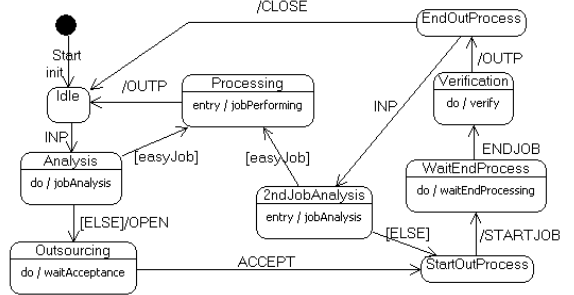 /CLOSE
EndOutProcess
Start
init
/OUTP
Processing
entry / jobPerforming
/OUTP
Verification
do / verify
Idle
INP
INP
Analysis
do / jobAnalysis
[easyJob]
[easyJob]
ENDJOB
WaitEndProcess
do / waitEndProcessing
2ndJobAnalysis
entry / jobAnalysis
[ELSE]/OPEN
[ELSE]
/STARTJOB
Outsourcing
do / waitAcceptance
ACCEPT
StartOutProcess